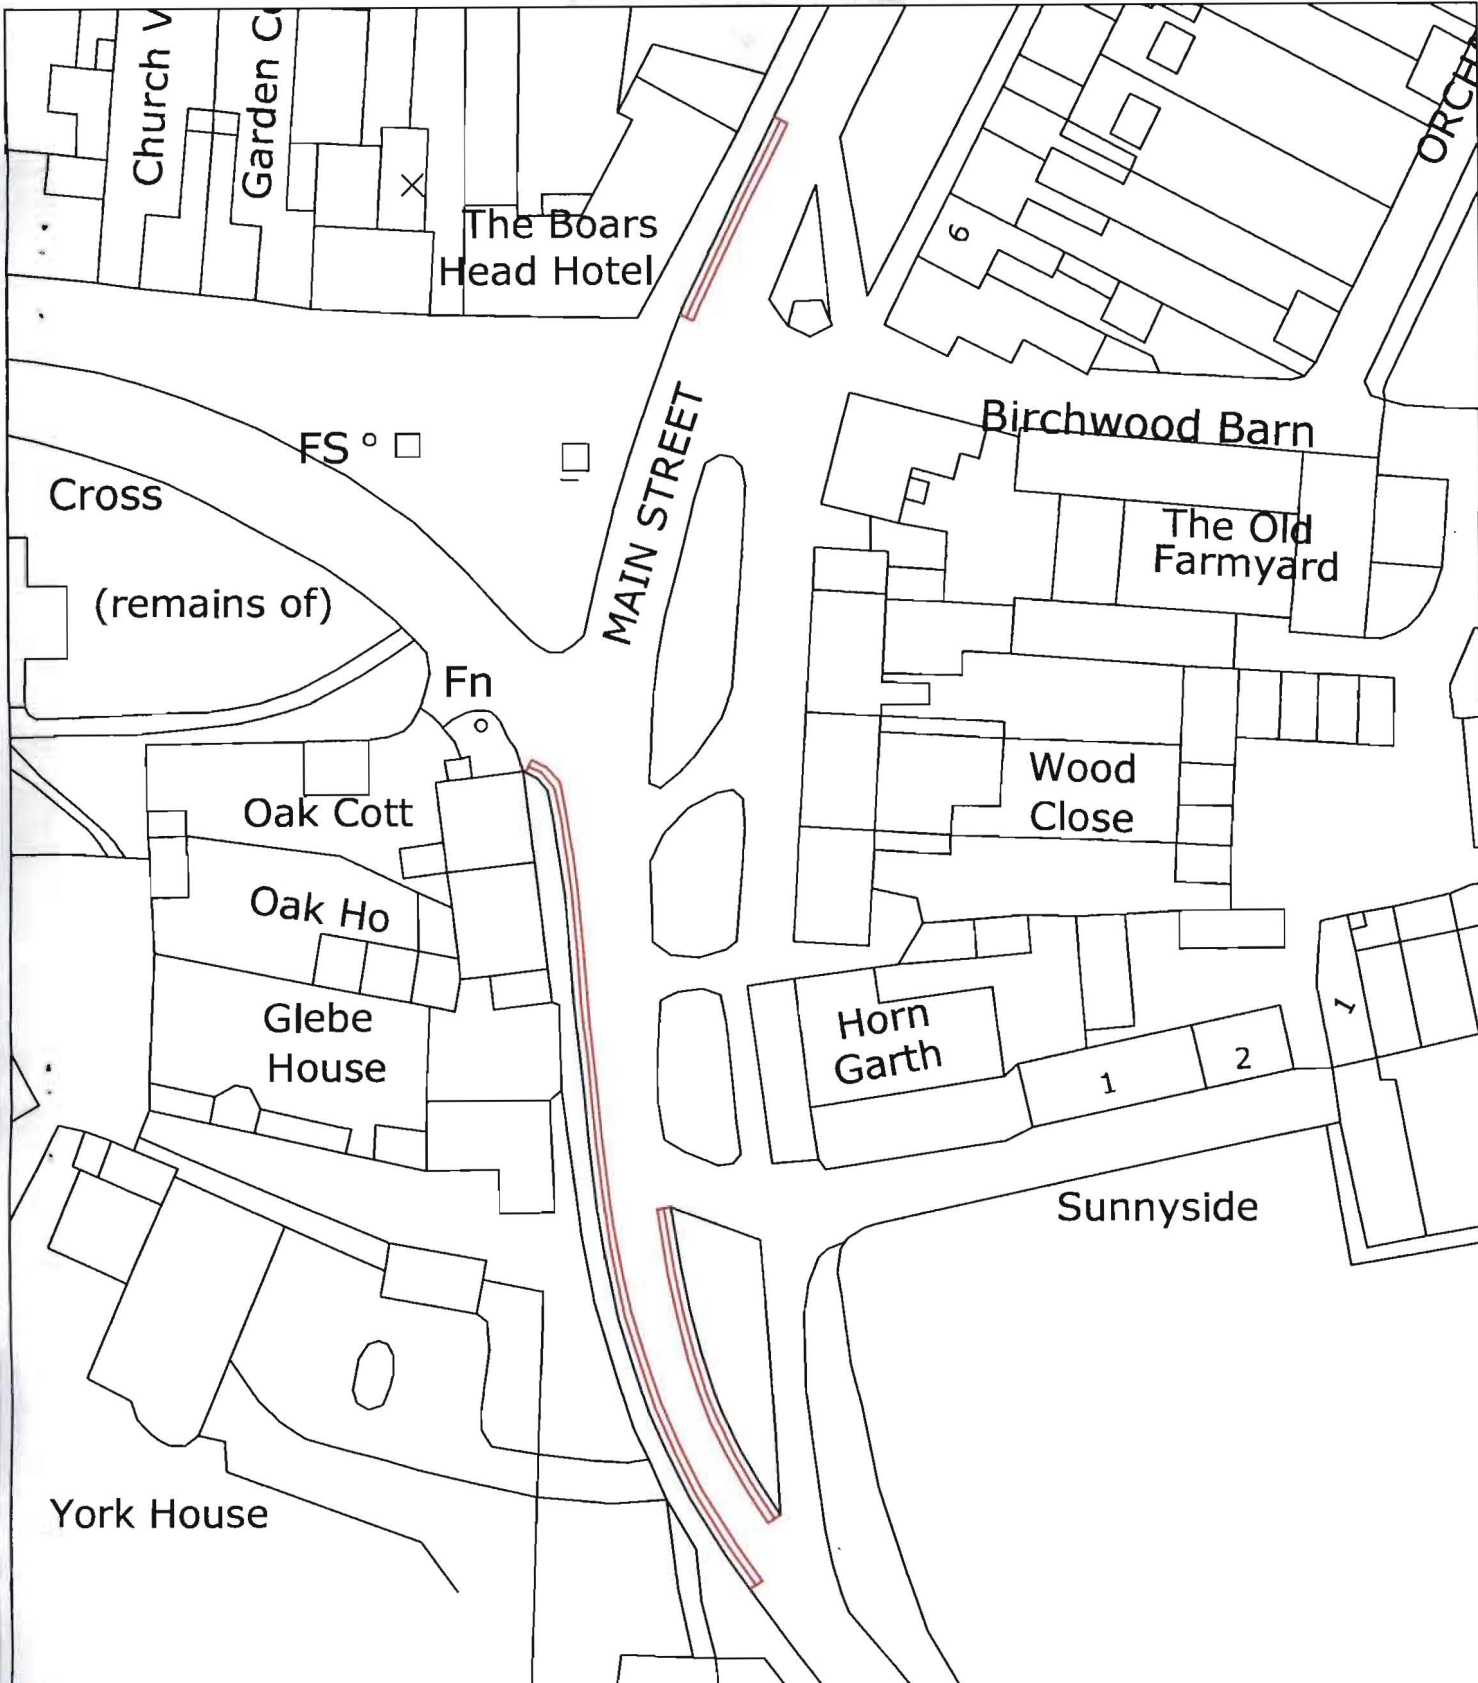 Church
Garden
ORCH
The Boars
Head Hotel
6
MAIN STREET
Birchwood Barn
FS
Cross
The Old
Farmyard
(remains of)
Fn
Wood
Close
Oak Cott
Oak Ho
Glebe
House
Horn
Garth
1
2
1
Sunnyside
York House